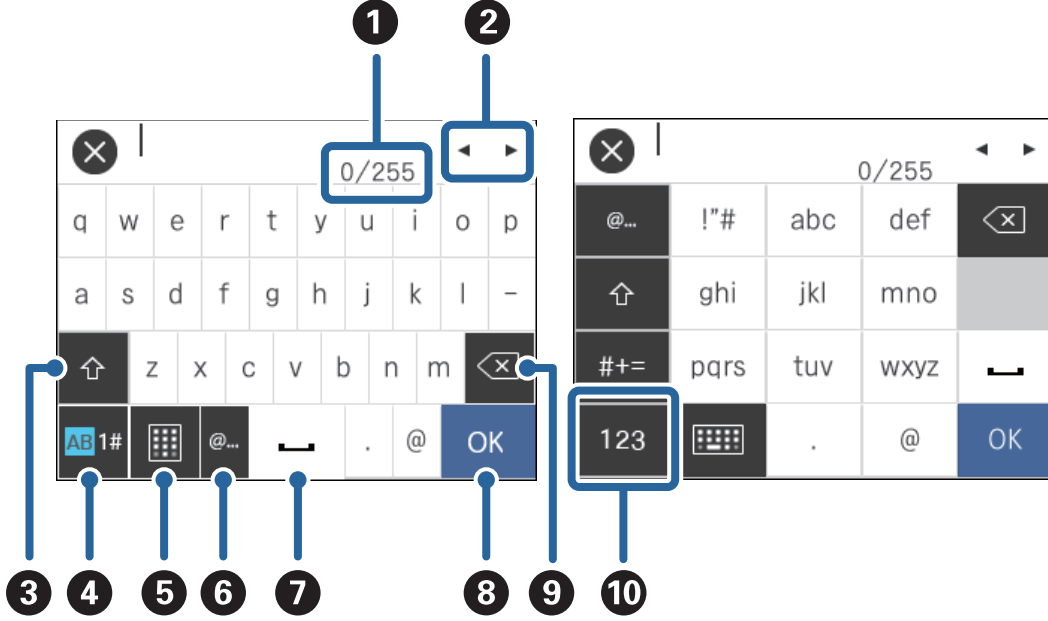 1 2
0/255 0/255
q w e r t y u i o p @... !”# abc def
a s d f g h j k l – ghi jkl mno
z x c v b n m #+= pqrs tuv wxyz
AB 1# @... . @ OK 123 . @ OK
3 4 5 6 7 8 9 10